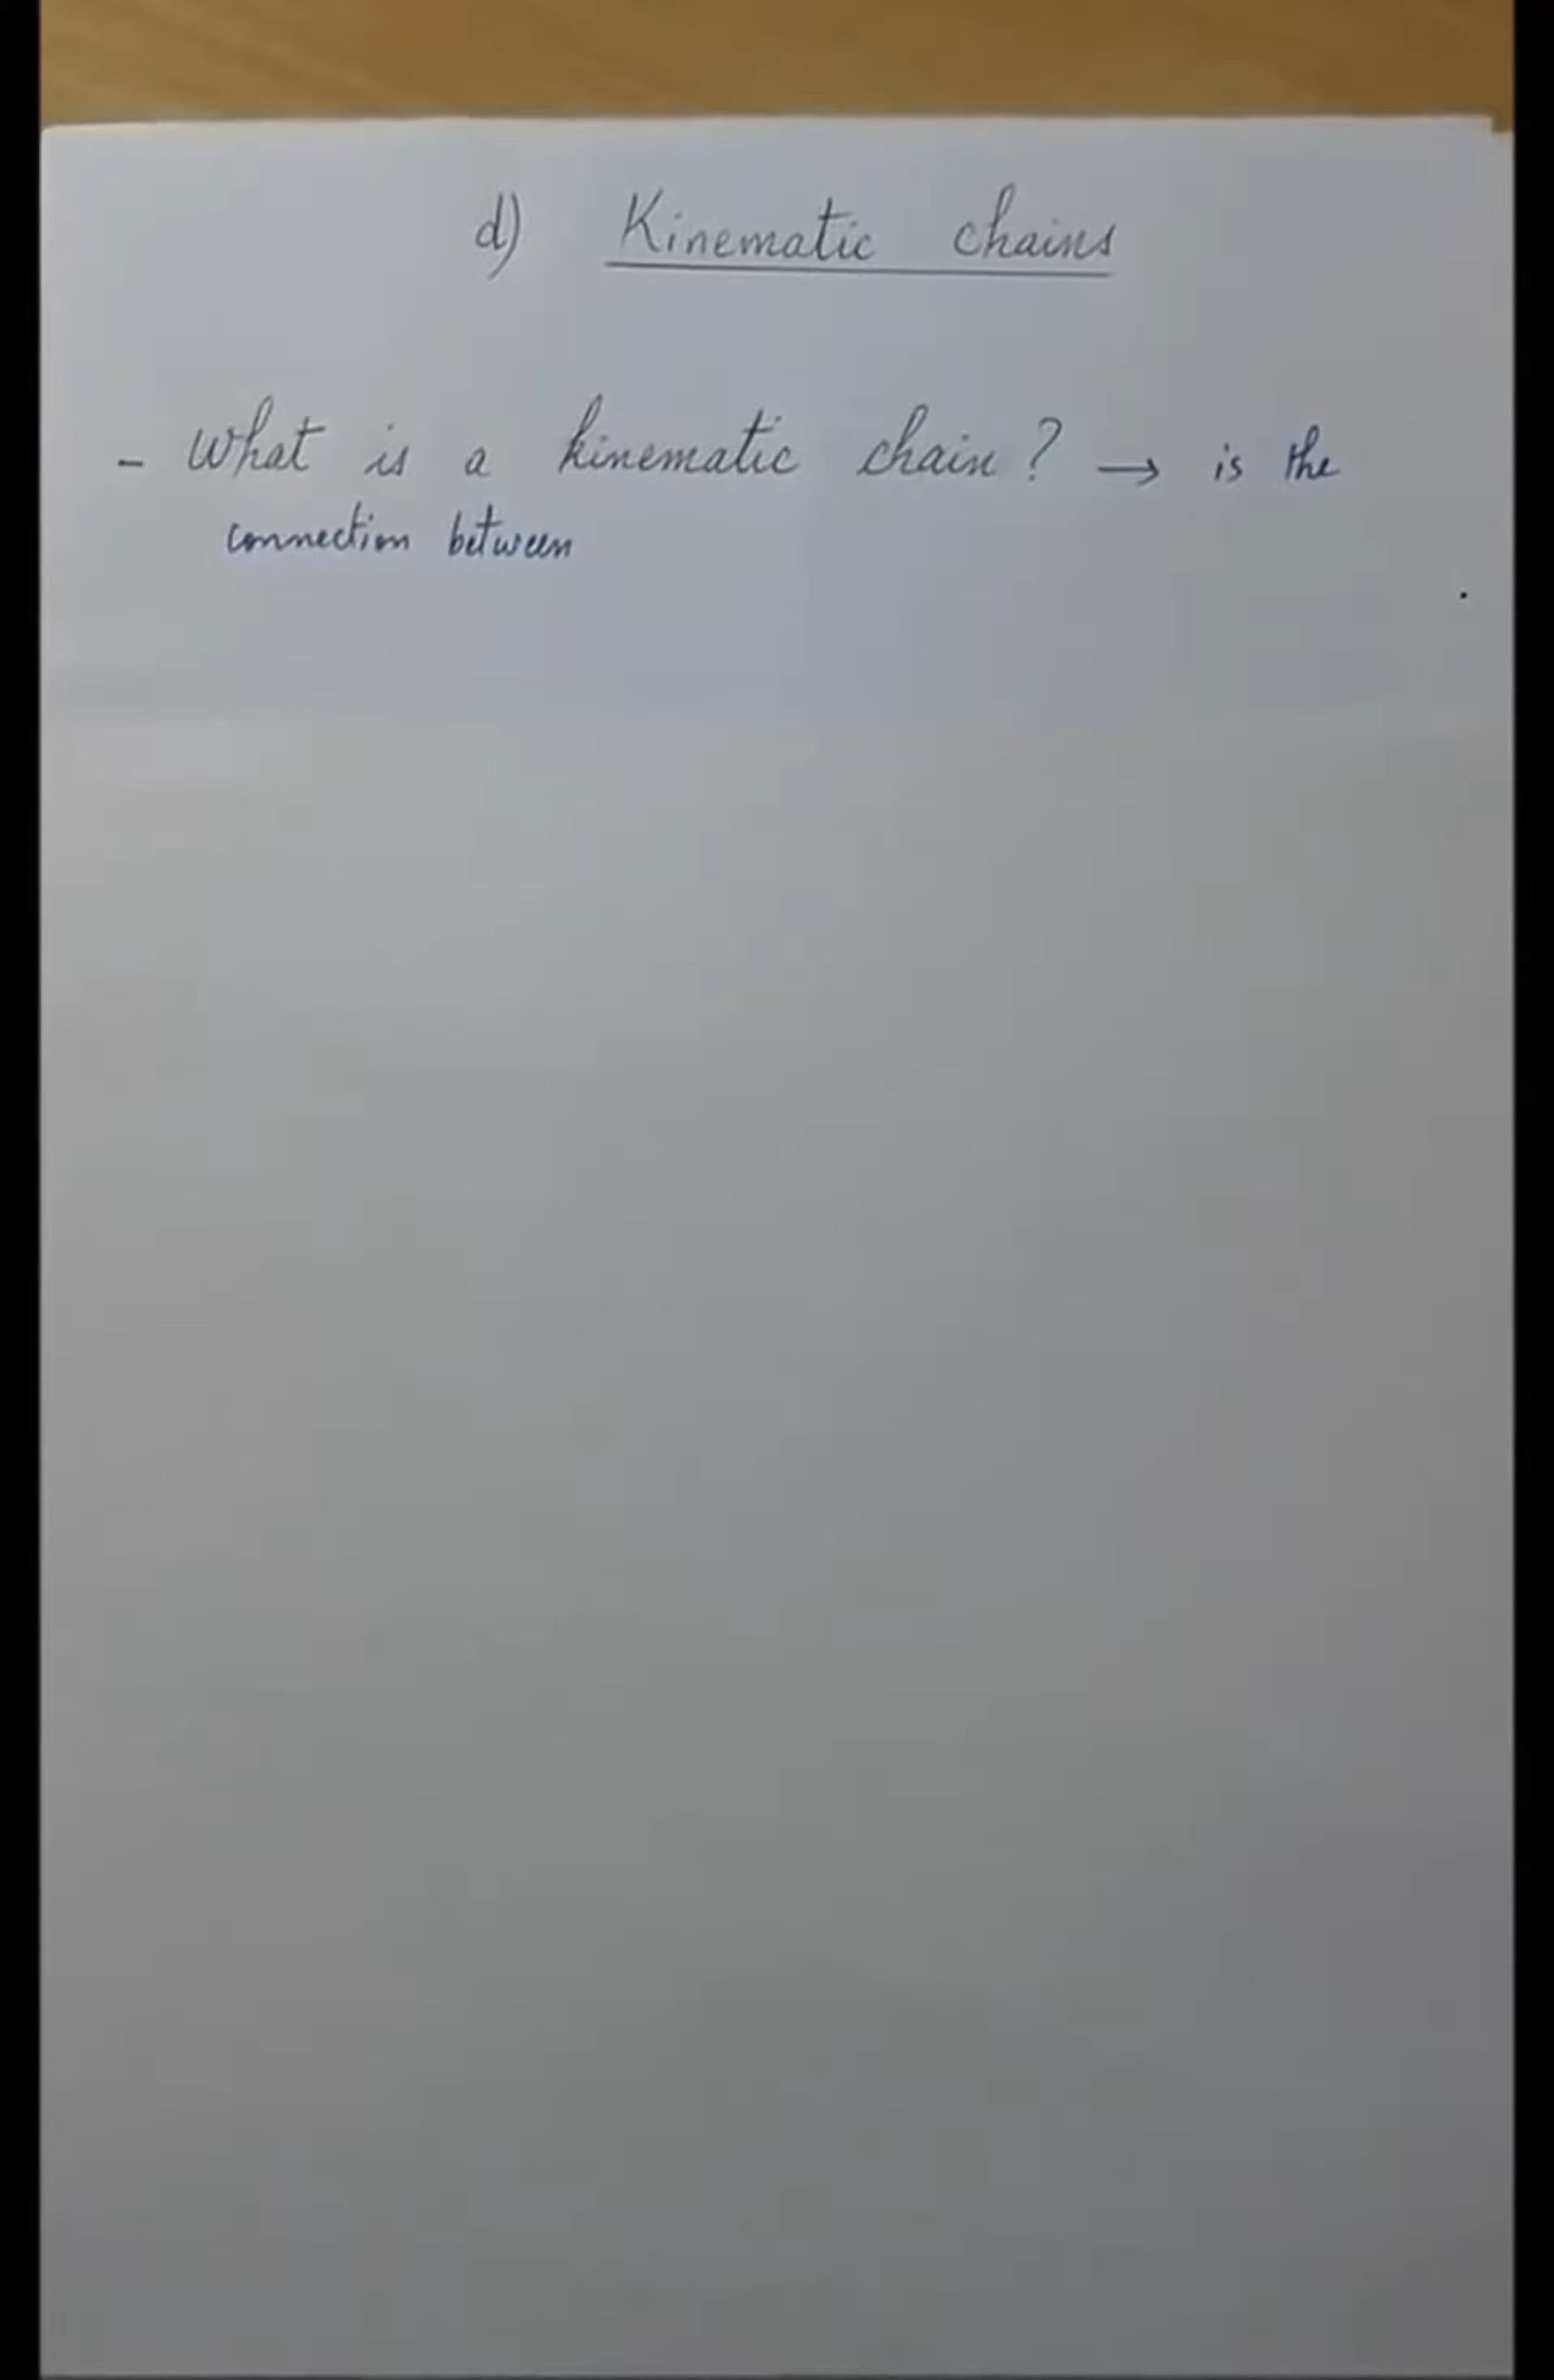 d) Kinematic chains
- What is a kinematic chain? → is the
connection between